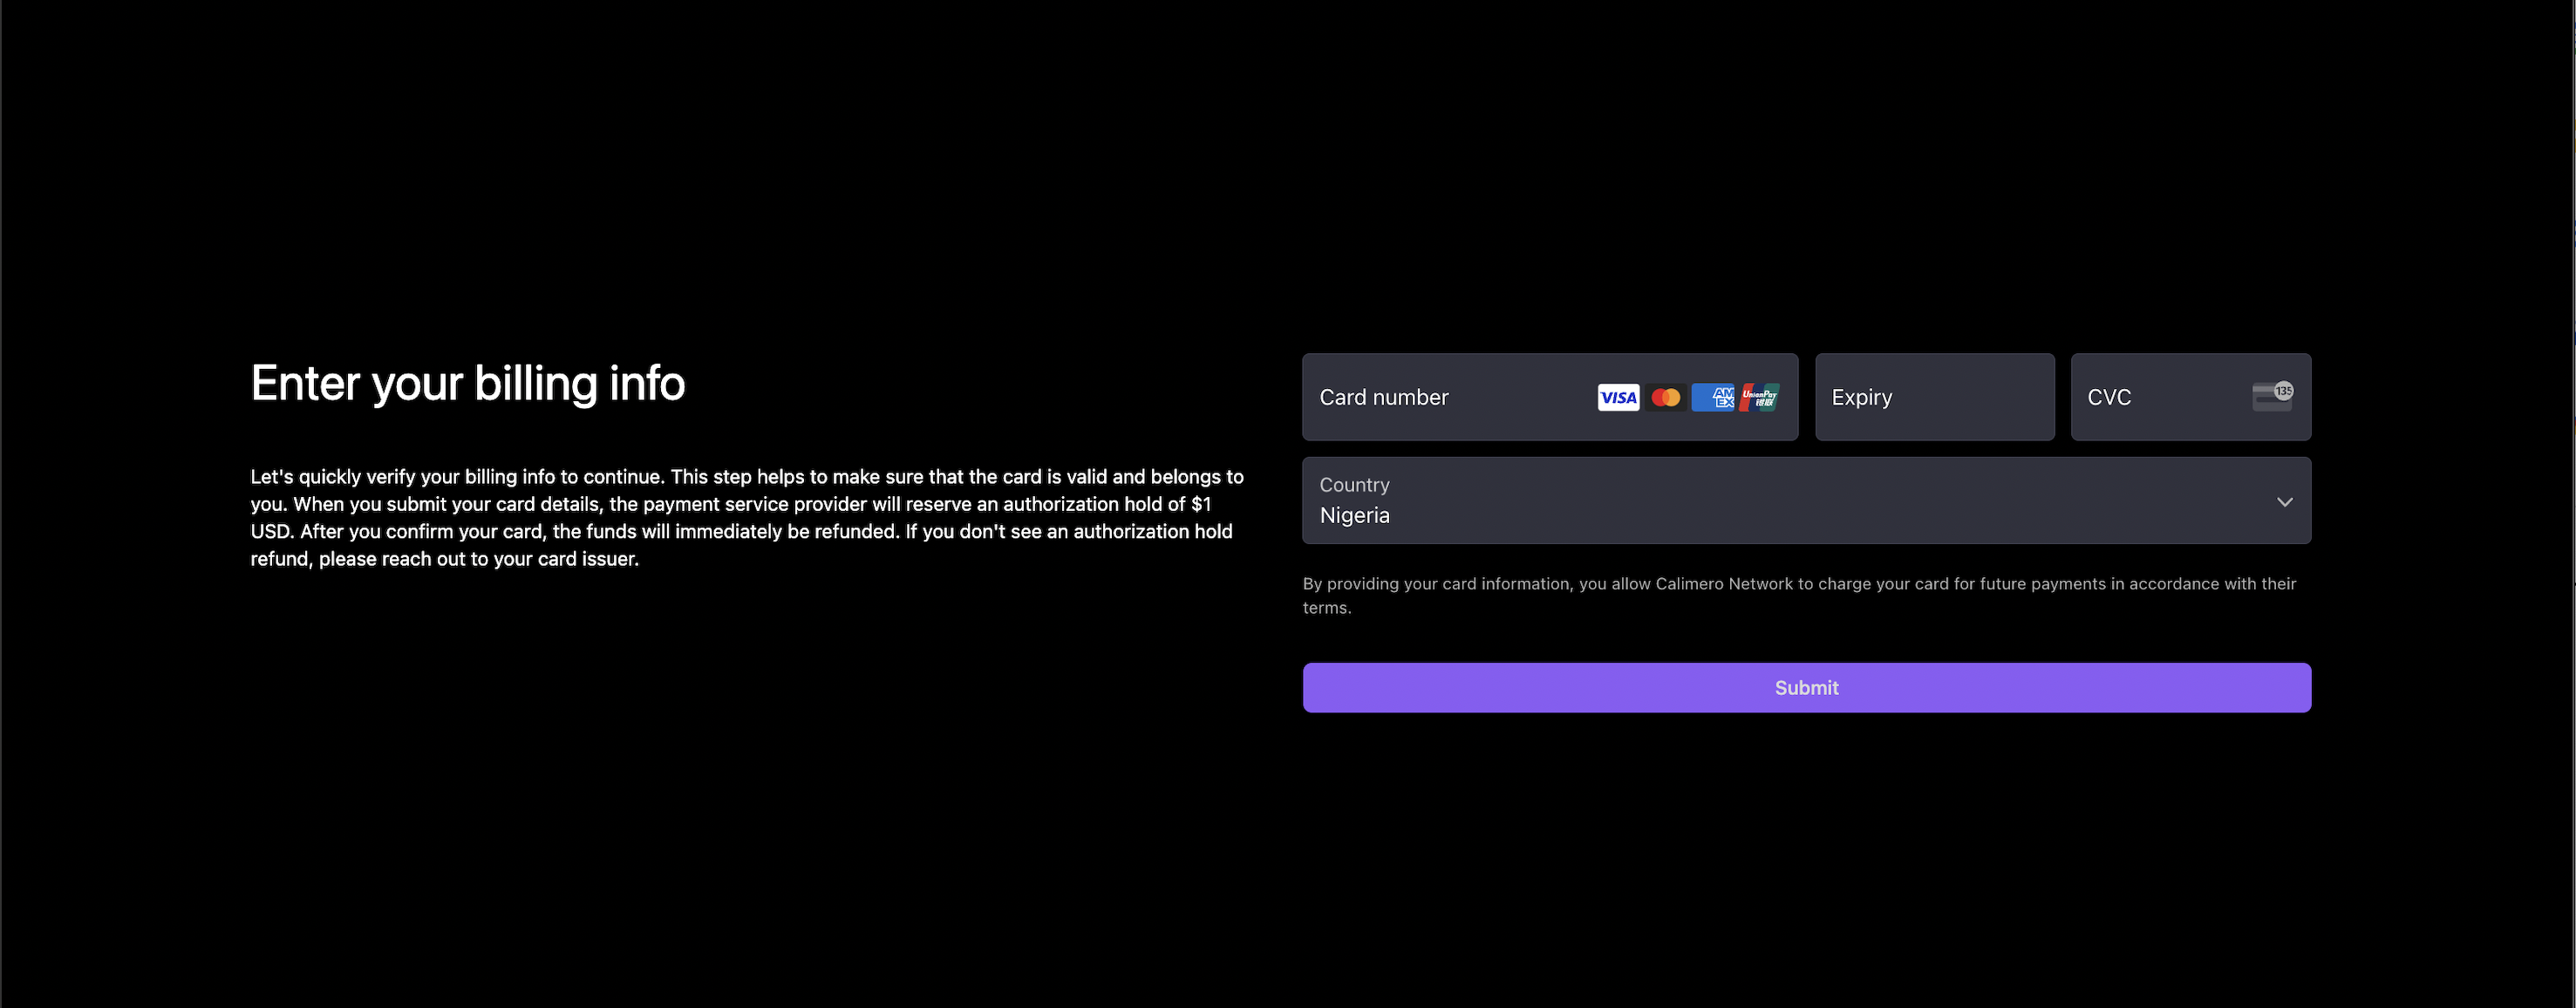 Enter your billing info
Let's quickly verify your billing info to continue. This step helps to make sure that the card is valid and belongs to
you. When you submit your card details, the payment service provider will reserve an authorization hold of $1
USD. After you confirm your card, the funds will immediately be refunded. If you don't see an authorization hold
refund, please reach out to your card issuer.
Card number VISA AM EX UnionPay 银联
Expiry
CVC 135
Country
Nigeria
By providing your card information, you allow Calimero Network to charge your card for future payments in accordance with their
terms.
Submit